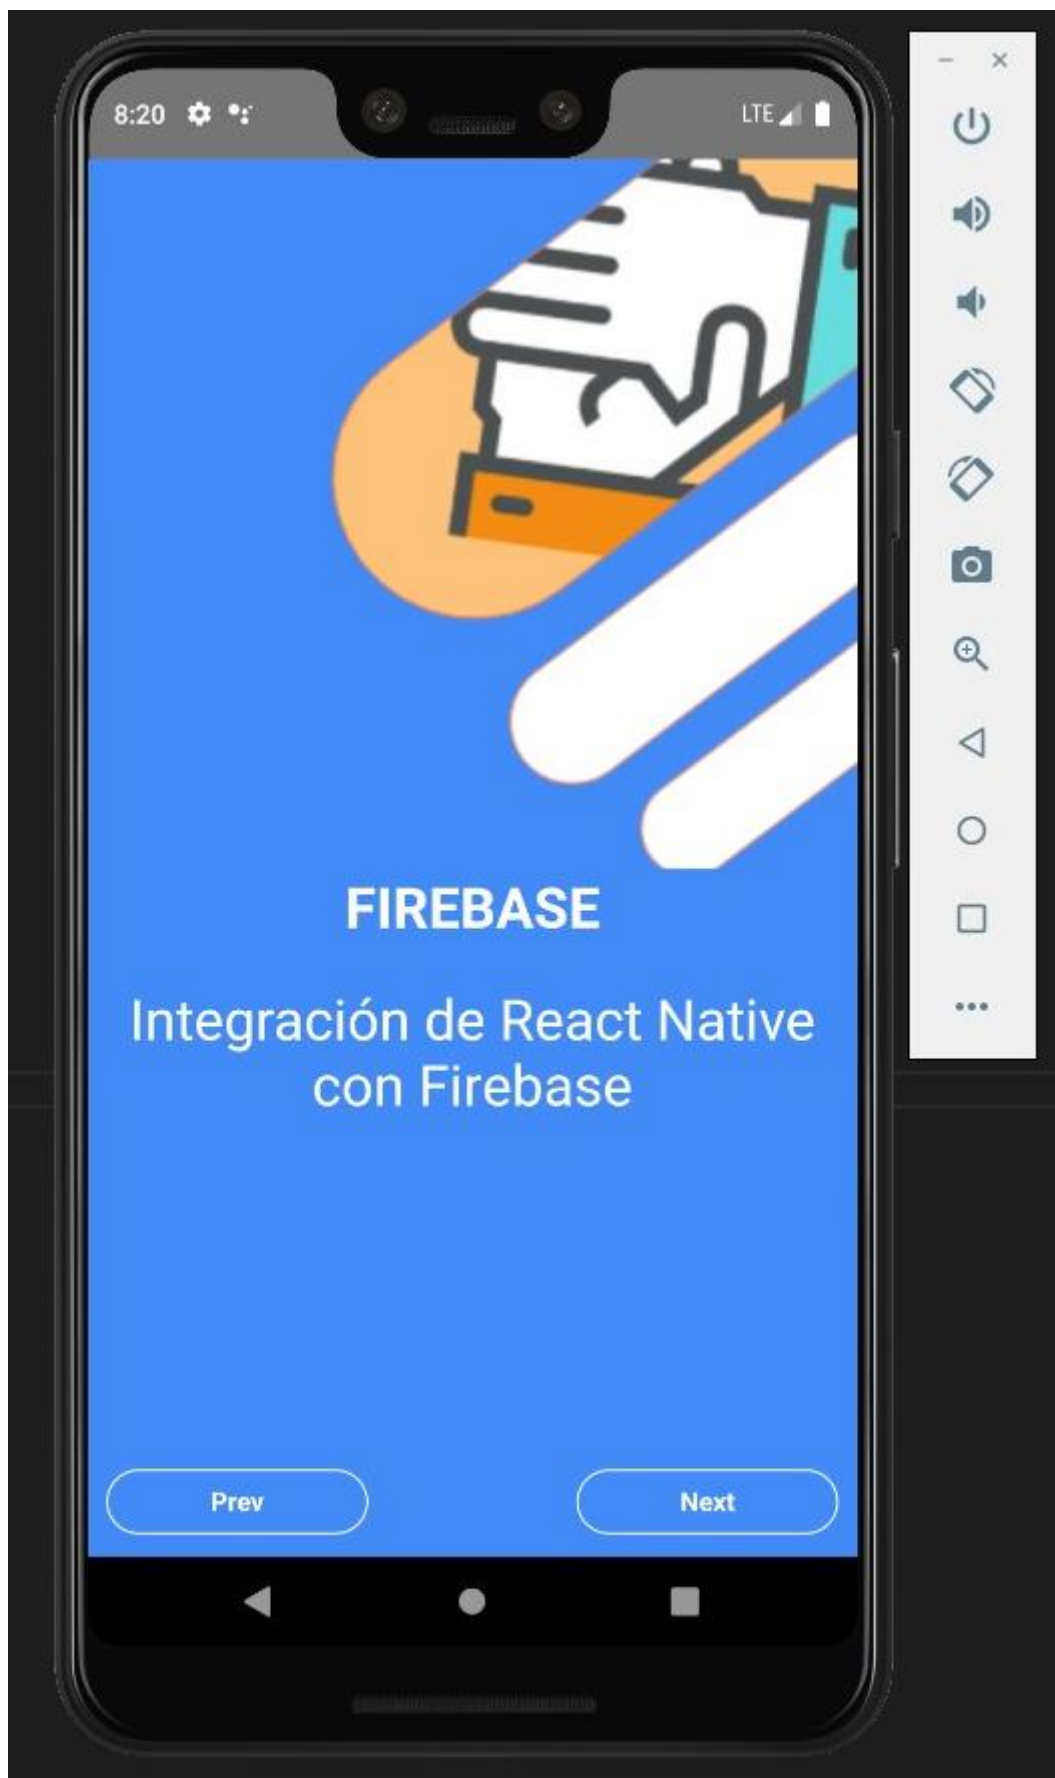 8:20
LTE
FIREBASE
Integración de React Native
con Firebase
Prev
Next